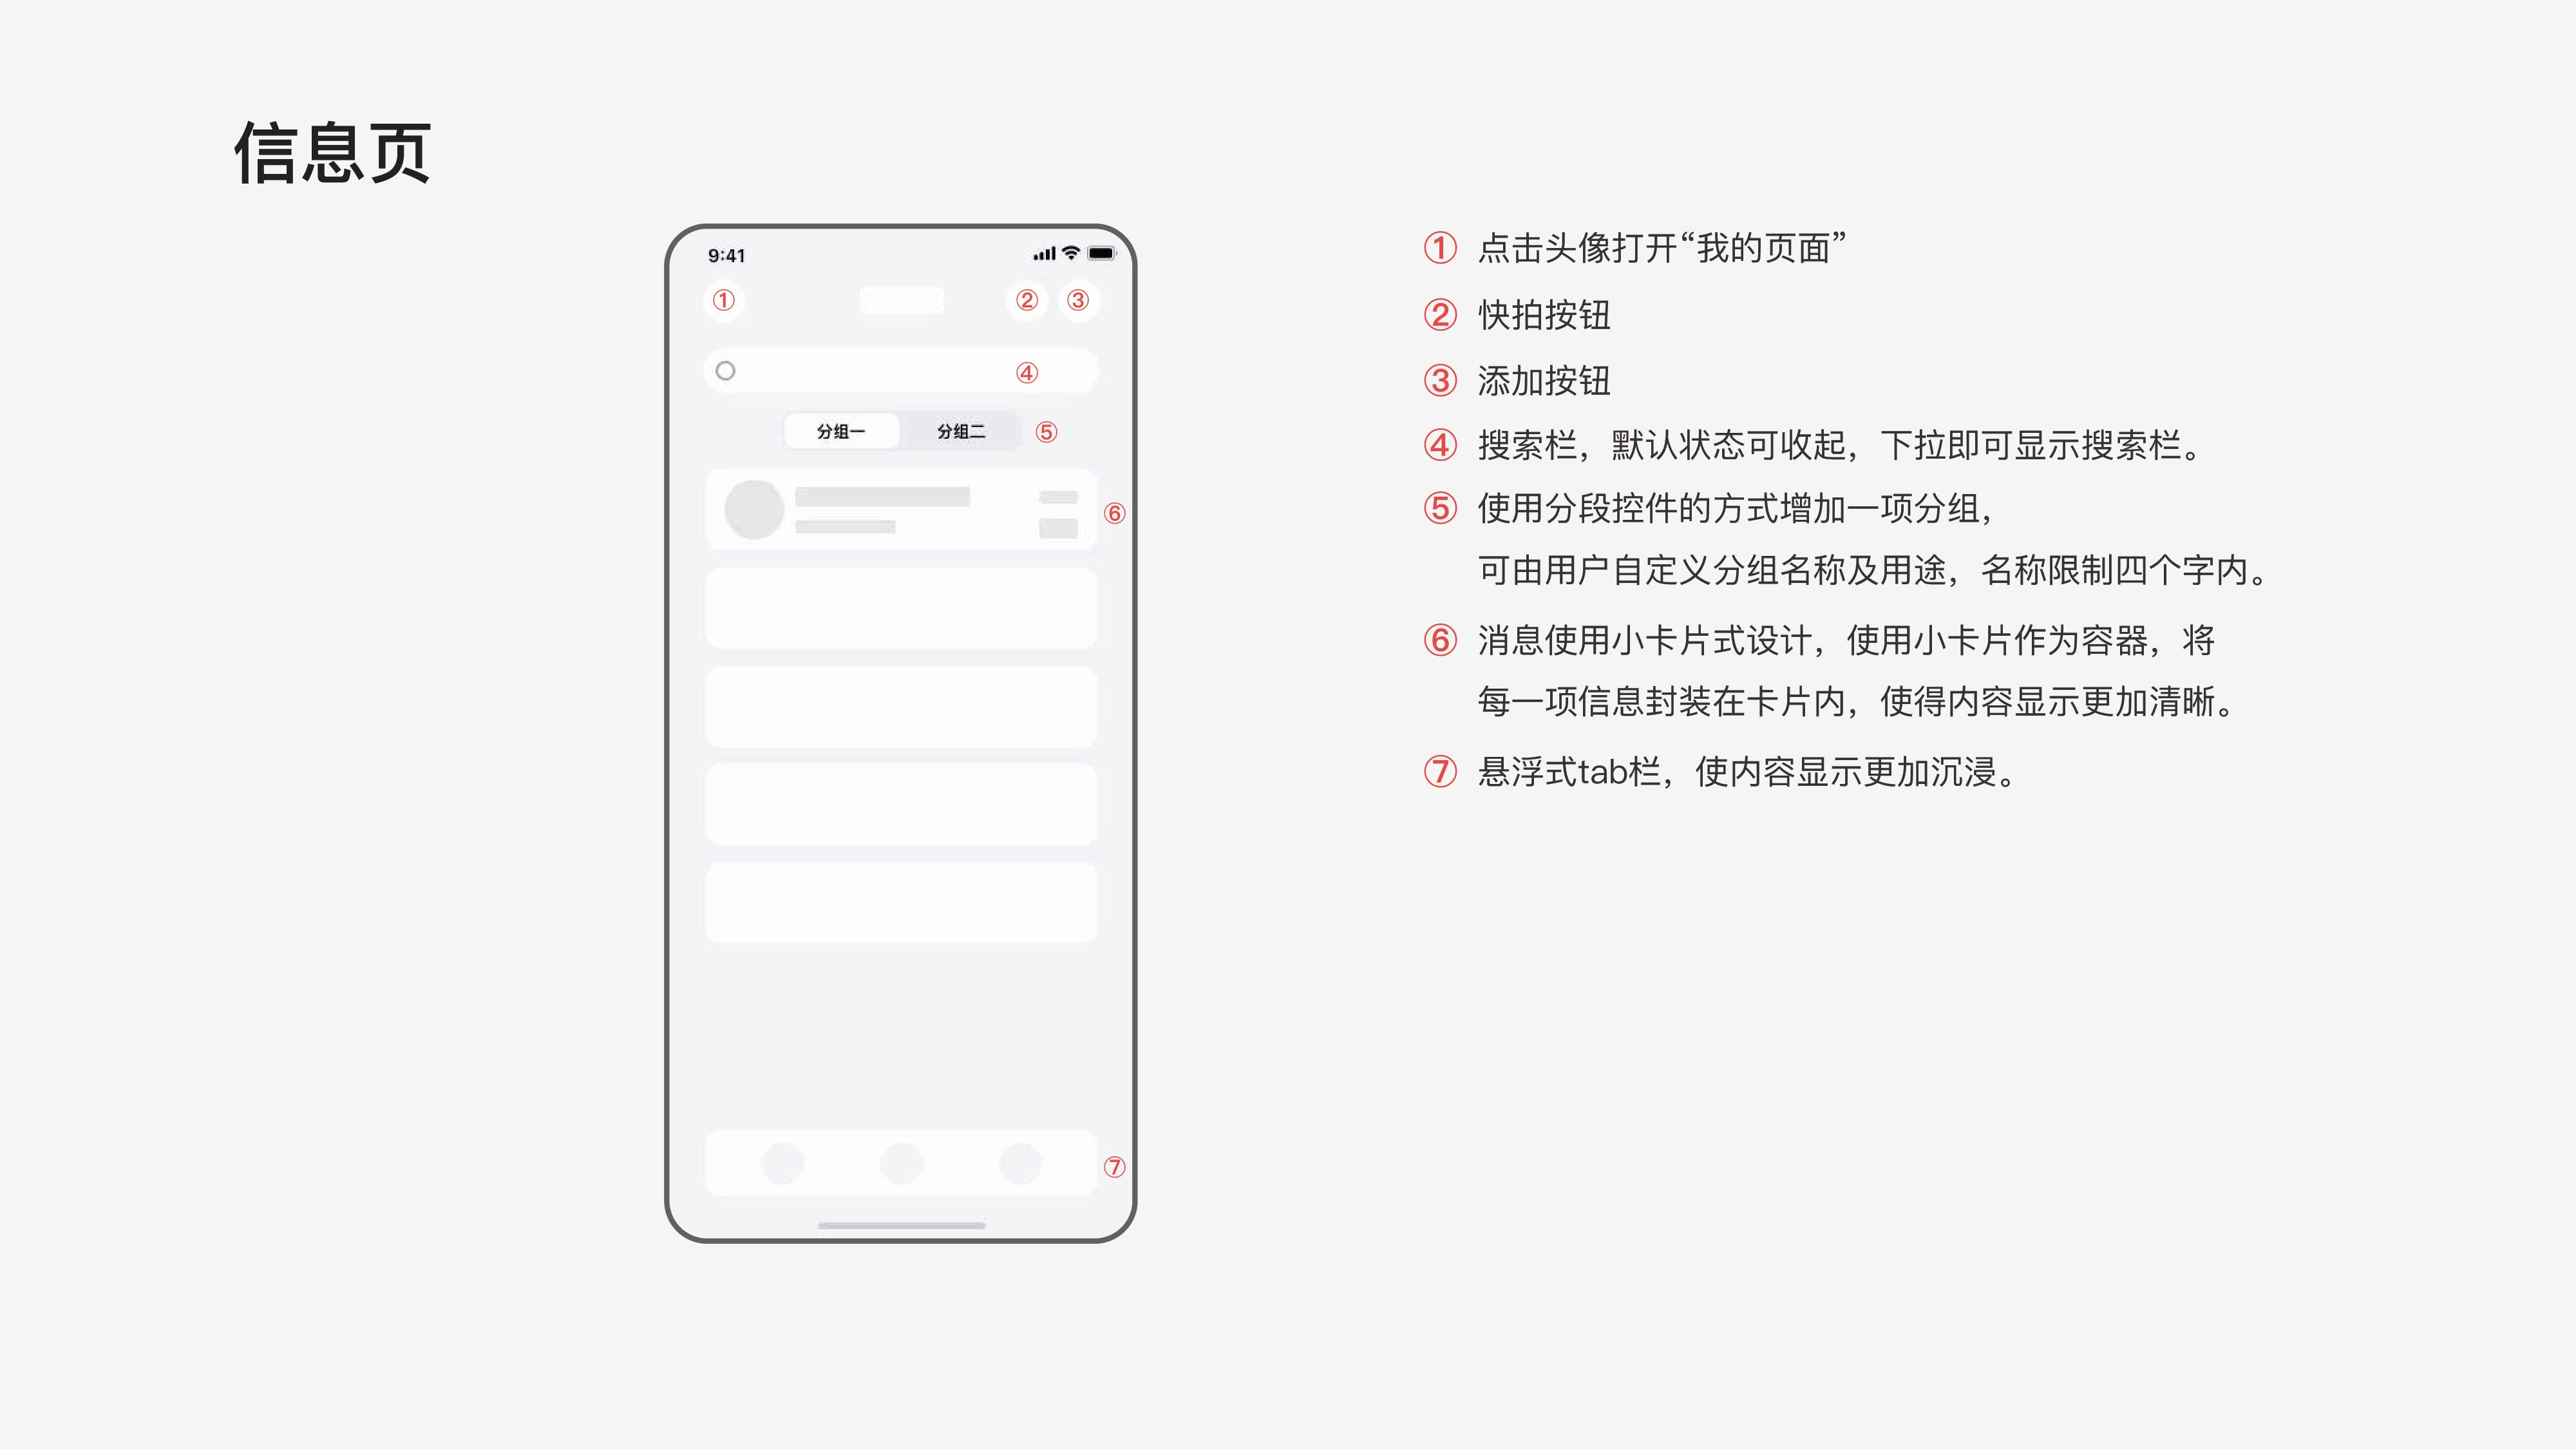 信息页
9:41
①
②
③
④
分组一
分组二
⑤
⑥
⑦
① 点击头像打开“我的页面”
② 快拍按钮
③ 添加按钮
④ 搜索栏，默认状态可收起，下拉即可显示搜索栏。
⑤ 使用分段控件的方式增加一项分组，
可由用户自定义分组名称及用途，名称限制四个字内。
⑥ 消息使用小卡片式设计，使用小卡片作为容器，将
每一项信息封装在卡片内，使得内容显示更加清晰。
⑦ 悬浮式tab栏，使内容显示更加沉浸。